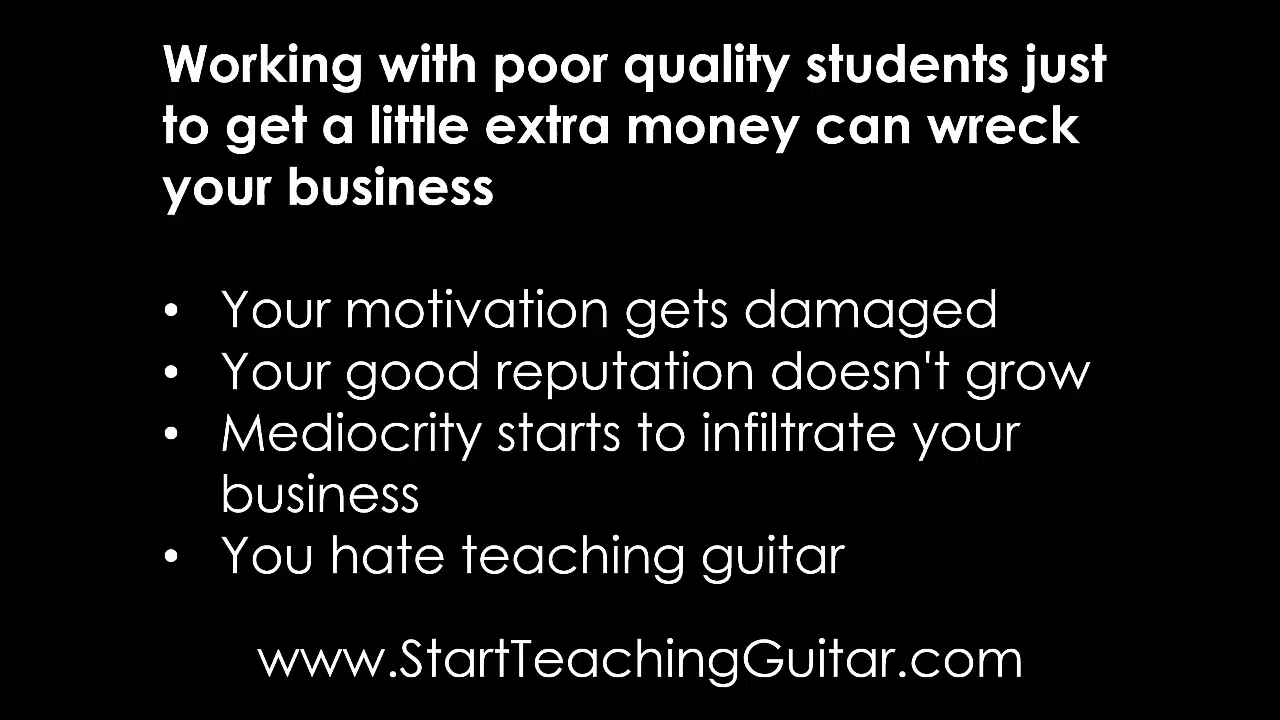 Working with poor quality students just
to get a little extra money can wreck
your business
• Your motivation gets damaged
• Your good reputation doesn't grow
• Mediocrity starts to infiltrate your
business
• You hate teaching guitar
www.StartTeachingGuitar.com